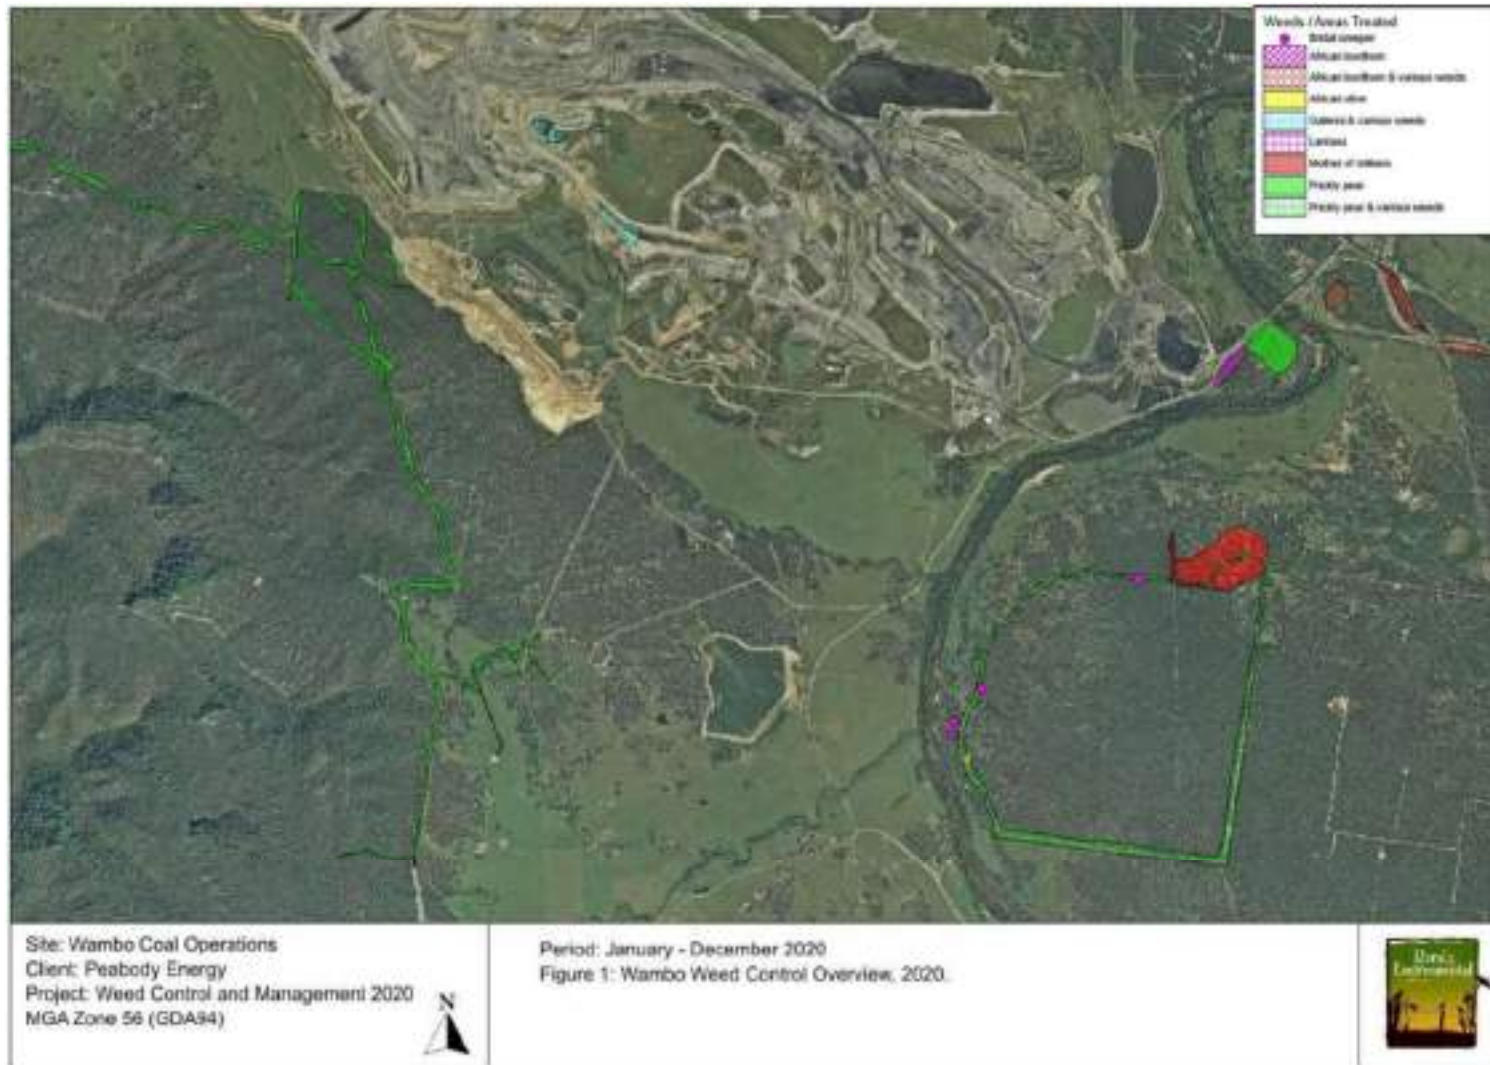 Weeds / Areas Treated
Bridal creeper
African boxthorn
African boxthorn & various weeds
African olive
Galenia & various weeds
Lantana
Mother of millions
Prickly pear
Prickly pear & various weeds
Site: Wambo Coal Operations
Client: Peabody Energy
Project: Weed Control and Management 2020
MGA Zone 56 (GDA94)
N
Period: January - December 2020
Figure 1: Wambo Weed Control Overview, 2020.
Environmental